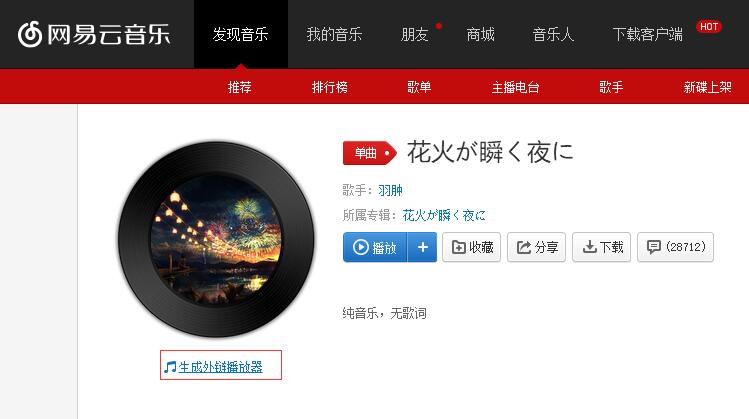 网易云音乐 发现音乐 我的音乐 朋友 商城 音乐人 下载客户端 HOT
推荐 排行榜 歌单 主播电台 歌手 新碟上架
单曲 花火が瞬く夜に
歌手：羽肿
所属专辑：花火が瞬く夜に
播放 + 收藏 分享 下载 (28712)
纯音乐，无歌词
生成外链播放器